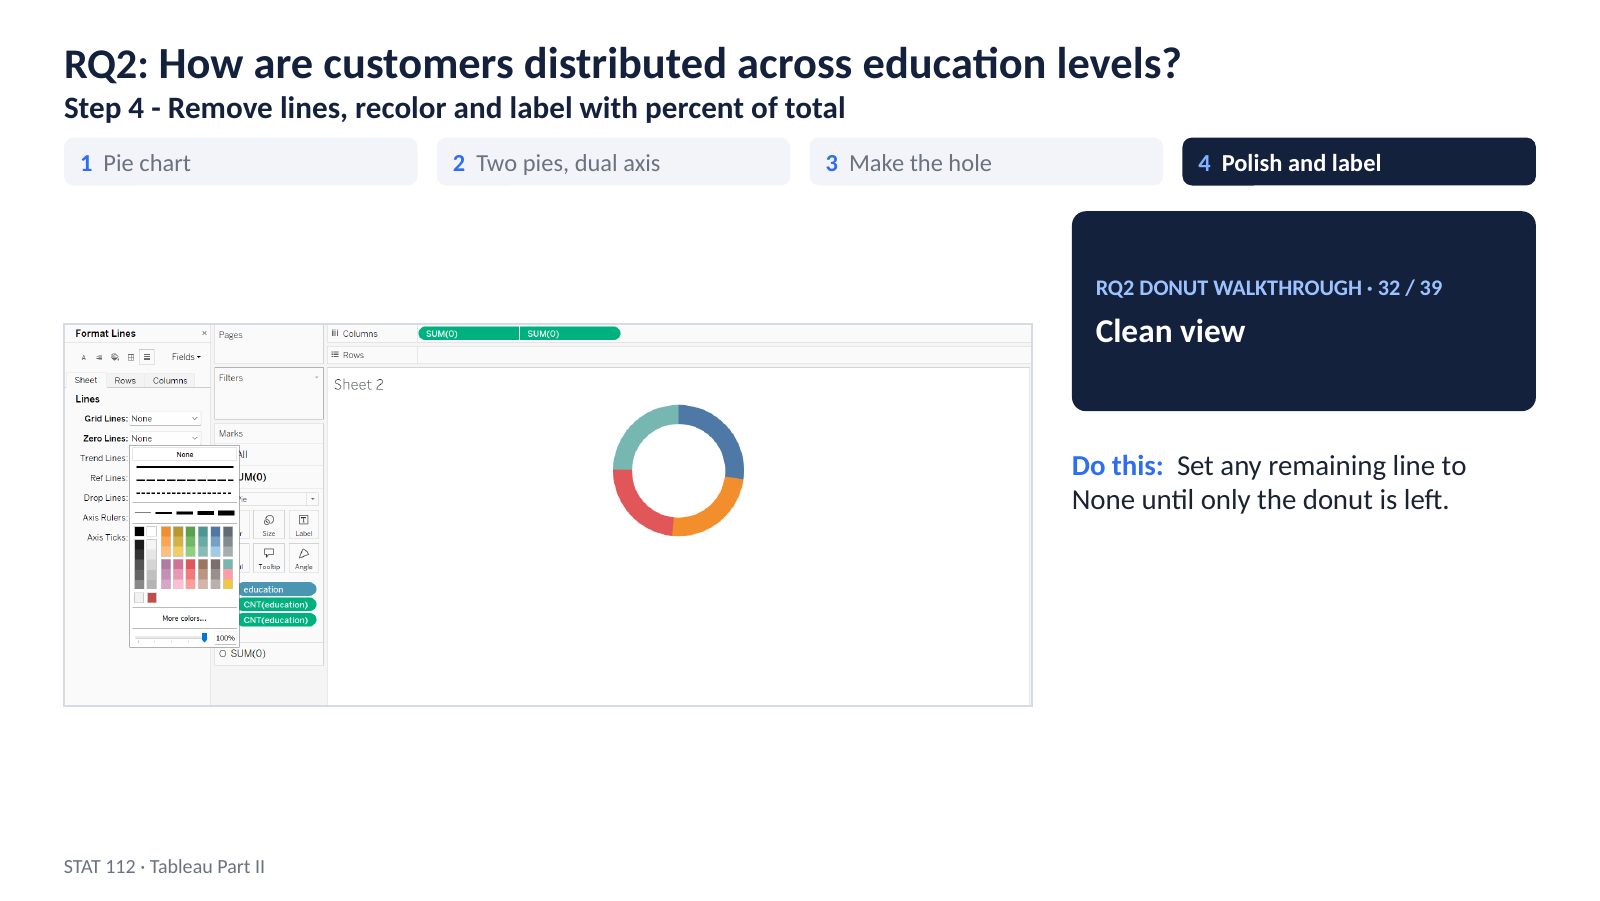 RQ2: How are customers distributed across education levels?
Step 4 - Remove lines, recolor and label with percent of total
1 Pie chart
2 Two pies, dual axis
3 Make the hole
4 Polish and label
Format Lines
Fields
Sheet Rows Columns
Lines
Grid Lines: None
Zero Lines: None
Trend Lines:
Ref Lines:
Drop Lines:
Axis Rulers:
Axis Ticks:
None
More colors...
100%
Pages
Filters
Marks
All
SUM(0)
Size Label
Tooltip Angle
education
CNT(education)
CNT(education)
SUM(0)
Columns SUM(0) SUM(0)
Rows
Sheet 2
RQ2 DONUT WALKTHROUGH · 32 / 39
Clean view
Do this: Set any remaining line to
None until only the donut is left.
STAT 112 · Tableau Part II